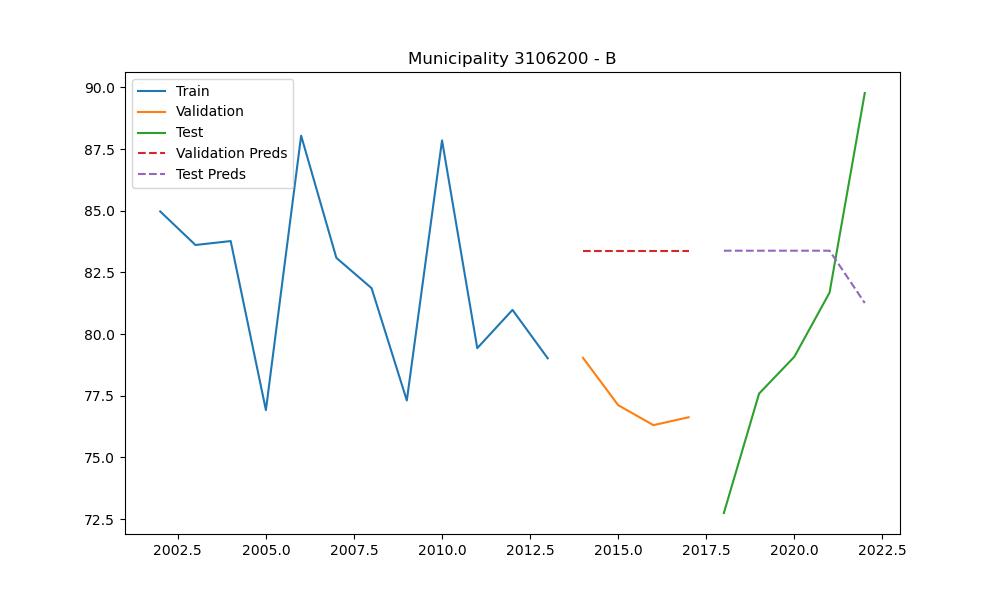 Municipality 3106200 - B
Train
Validation
Test
Validation Preds
Test Preds
90.0
87.5
85.0
82.5
80.0
77.5
75.0
72.5
2002.5 2005.0 2007.5 2010.0 2012.5 2015.0 2017.5 2020.0 2022.5